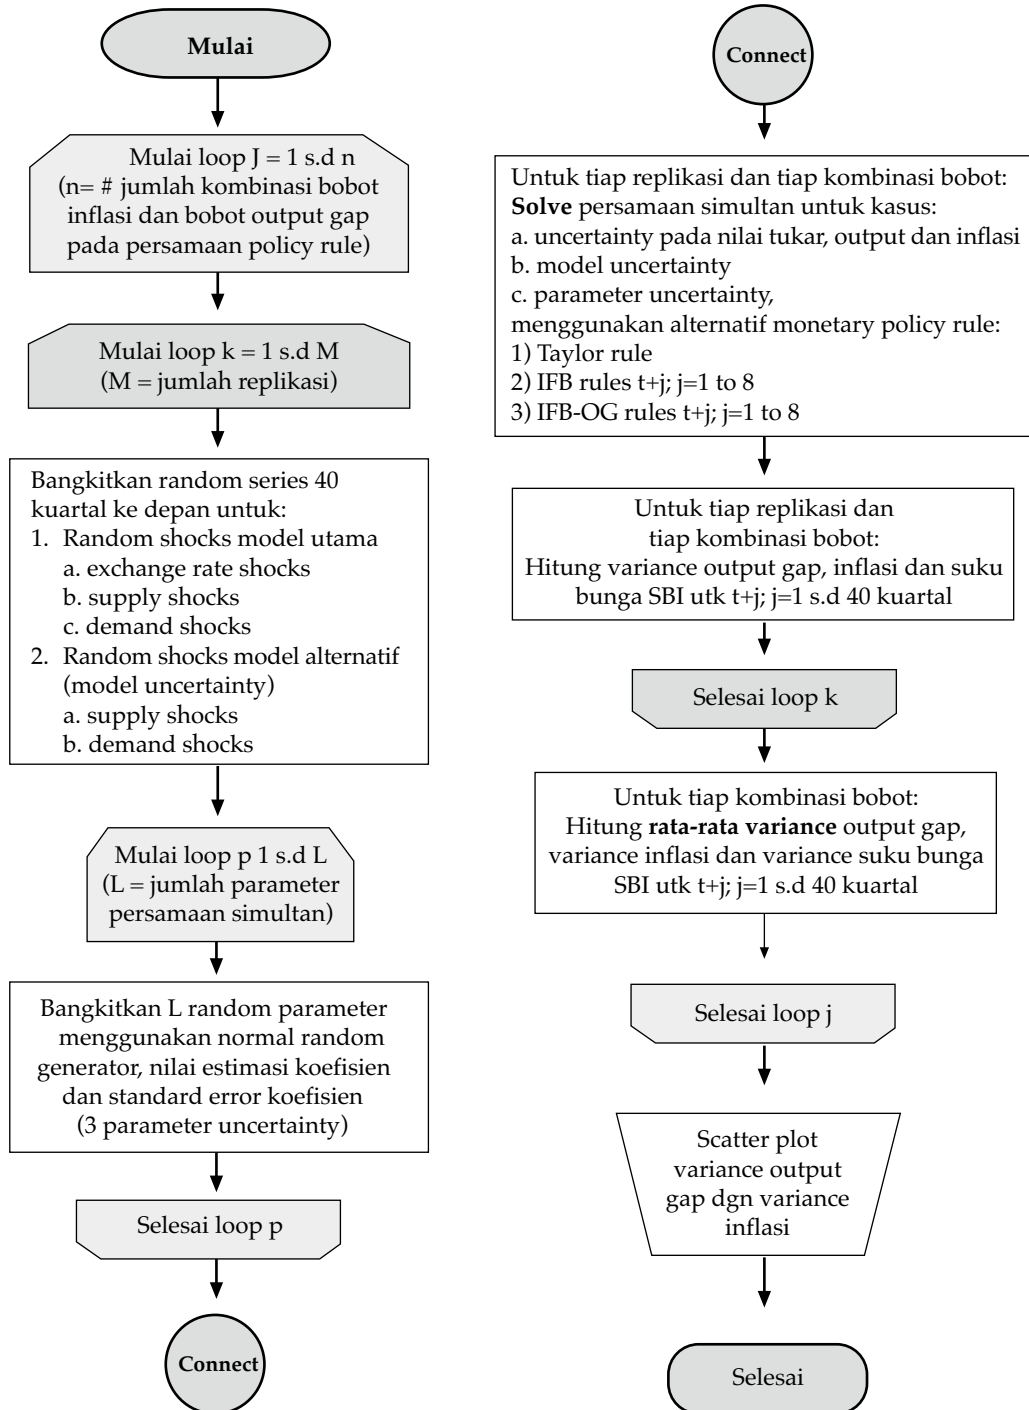 Mulai
Mulai loop J = 1 s.d n
(n= # jumlah kombinasi bobot
inflasi dan bobot output gap
pada persamaan policy rule)
Mulai loop k = 1 s.d M
(M = jumlah replikasi)
Bangkitkan random series 40
kuartal ke depan untuk:
1. Random shocks model utama
a. exchange rate shocks
b. supply shocks
c. demand shocks
2. Random shocks model alternatif
(model uncertainty)
a. supply shocks
b. demand shocks
Mulai loop p 1 s.d L
(L = jumlah parameter
persamaan simultan)
Bangkitkan L random parameter
menggunakan normal random
generator, nilai estimasi koefisien
dan standard error koefisien
(3 parameter uncertainty)
Selesai loop p
Connect
Connect
Untuk tiap replikasi dan tiap kombinasi bobot:
Solve persamaan simultan untuk kasus:
a. uncertainty pada nilai tukar, output dan inflasi
b. model uncertainty
c. parameter uncertainty,
menggunakan alternatif monetary policy rule:
1) Taylor rule
2) IFB rules t+j; j=1 to 8
3) IFB-OG rules t+j; j=1 to 8
Untuk tiap replikasi dan
tiap kombinasi bobot:
Hitung variance output gap, inflasi dan suku
bunga SBI utk t+j; j=1 s.d 40 kuartal
Selesai loop k
Untuk tiap kombinasi bobot:
Hitung rata-rata variance output gap,
variance inflasi dan variance suku bunga
SBI utk t+j; j=1 s.d 40 kuartal
Selesai loop j
Scatter plot
variance output
gap dgn variance
inflasi
Selesai